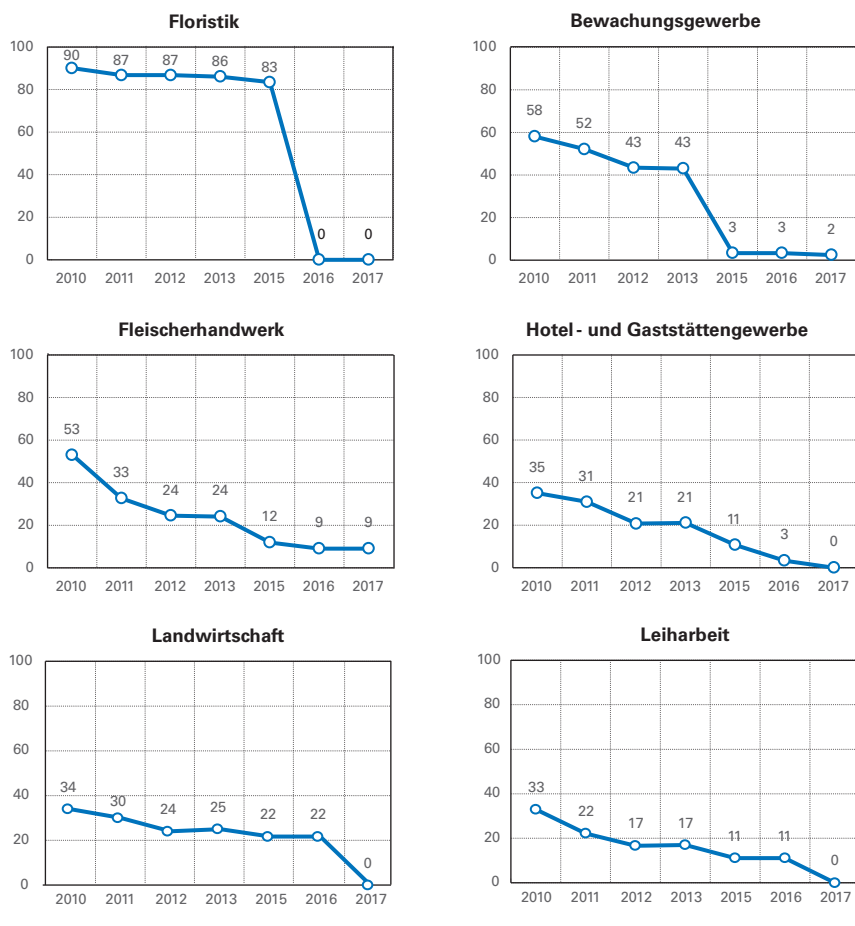 Floristik
100
80
60
40
20
0
90 87 87 86 83 0 0
2010 2011 2012 2013 2015 2016 2017
Bewachungsgewerbe
100
80
60
40
20
0
58 52 43 43 3 3 2
2010 2011 2012 2013 2015 2016 2017
Fleischerhandwerk
100
80
60
40
20
0
53 33 24 24 12 9 9
2010 2011 2012 2013 2015 2016 2017
Hotel- und Gaststättengewerbe
100
80
60
40
20
0
35 31 21 21 11 3 0
2010 2011 2012 2013 2015 2016 2017
Landwirtschaft
100
80
60
40
20
0
34 30 24 25 22 22 0
2010 2011 2012 2013 2015 2016 2017
Leiharbeit
100
80
60
40
20
0
33 22 17 17 11 11 0
2010 2011 2012 2013 2015 2016 2017